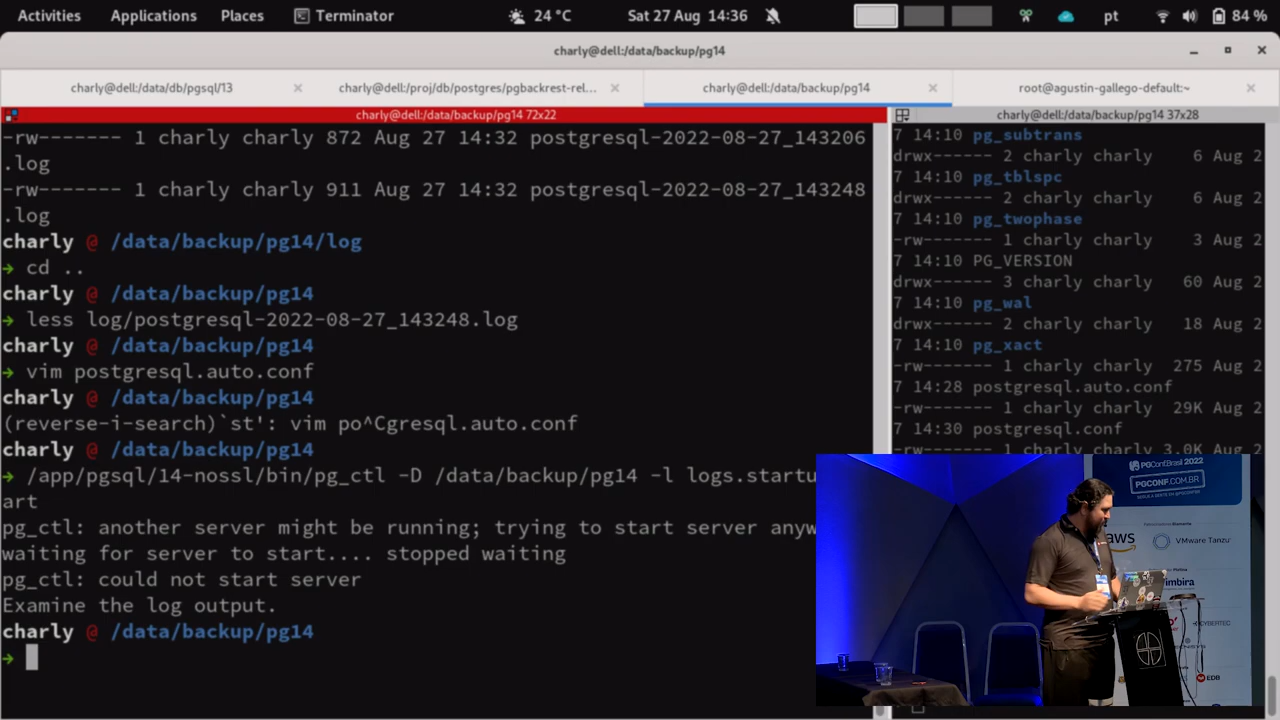 Activities Applications Places Terminator 24 °C Sat 27 Aug 14:36 pt 84 %
charly@dell:/data/backup/pg14
charly@dell:/data/db/pgsql/13 charly@dell:/proj/db/postgres/pgbackrest-rel... charly@dell:/data/backup/pg14 root@agustin-gallego-default:~
charly@dell:/data/backup/pg14 72x22
-rw------- 1 charly charly 872 Aug 27 14:32 postgresql-2022-08-27_143206
.log
-rw------- 1 charly charly 911 Aug 27 14:32 postgresql-2022-08-27_143248
.log
charly @ /data/backup/pg14/log
→ cd ..
charly @ /data/backup/pg14
→ less log/postgresql-2022-08-27_143248.log
charly @ /data/backup/pg14
→ vim postgresql.auto.conf
charly @ /data/backup/pg14
(reverse-i-search)`st': vim po^Cgresql.auto.conf
charly @ /data/backup/pg14
→ /app/pgsql/14-nossl/bin/pg_ctl -D /data/backup/pg14 -l logs.startu
art
pg_ctl: another server might be running; trying to start server anyw
waiting for server to start.... stopped waiting
pg_ctl: could not start server
Examine the log output.
charly @ /data/backup/pg14
→
charly@dell:/data/backup/pg14 37x28
7 14:10 pg_subtrans
drwx------ 2 charly charly 6 Aug 2
7 14:10 pg_tblspc
drwx------ 2 charly charly 6 Aug 2
7 14:10 pg_twophase
-rw------- 1 charly charly 3 Aug 2
7 14:10 PG_VERSION
drwx------ 3 charly charly 60 Aug 2
7 14:10 pg_wal
drwx------ 2 charly charly 18 Aug 2
7 14:10 pg_xact
-rw------- 1 charly charly 275 Aug 2
7 14:28 postgresql.auto.conf
-rw------- 1 charly charly 29K Aug 2
7 14:30 postgresql.conf
-rw------- 1 charly charly 3.0K Aug 2
PGConfBrasil 2022
PGCONF.COM.BR
aws
VMware Tanzu
Timbira
CYBERTEC
EDB